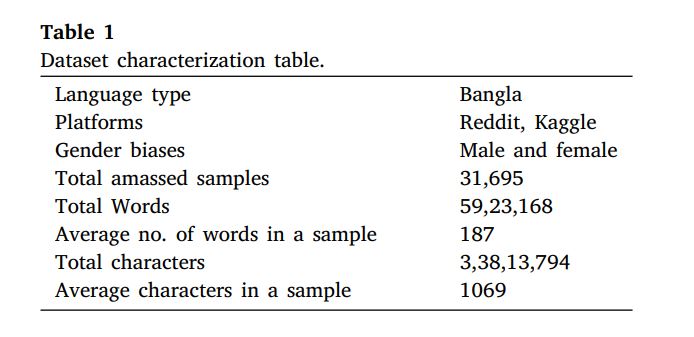 Table 1
Dataset characterization table.
Language type Bangla
Platforms Reddit, Kaggle
Gender biases Male and female
Total amassed samples 31,695
Total Words 59,23,168
Average no. of words in a sample 187
Total characters 3,38,13,794
Average characters in a sample 1069